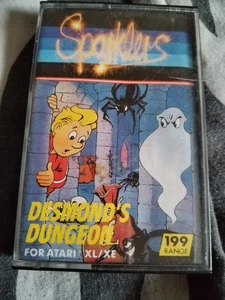 Sparklers
DESMOND'S
DUNGEON
FOR ATARI XL/XE
199
RANGE